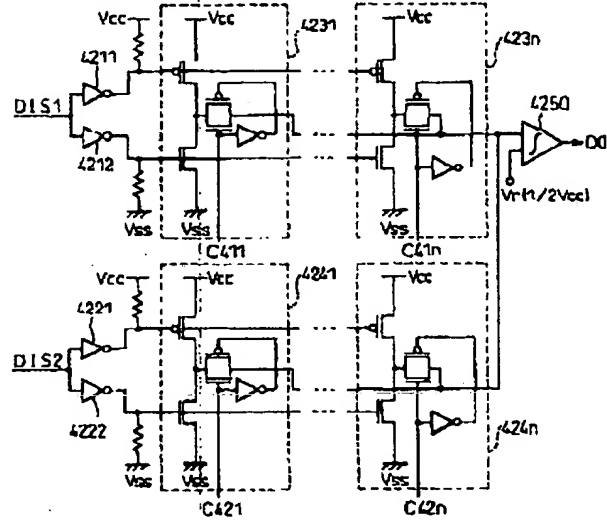 Vcc Vcc 4231 Vcc 423n
4211
DIS1
4212
4250
DO
Vr(1/2Vcc)
Vss Vss Vss
C411 C41n
Vcc Vcc 4241 Vcc
4221
DIS2
4222
Vss Vss Vss 424n
C421 C42n